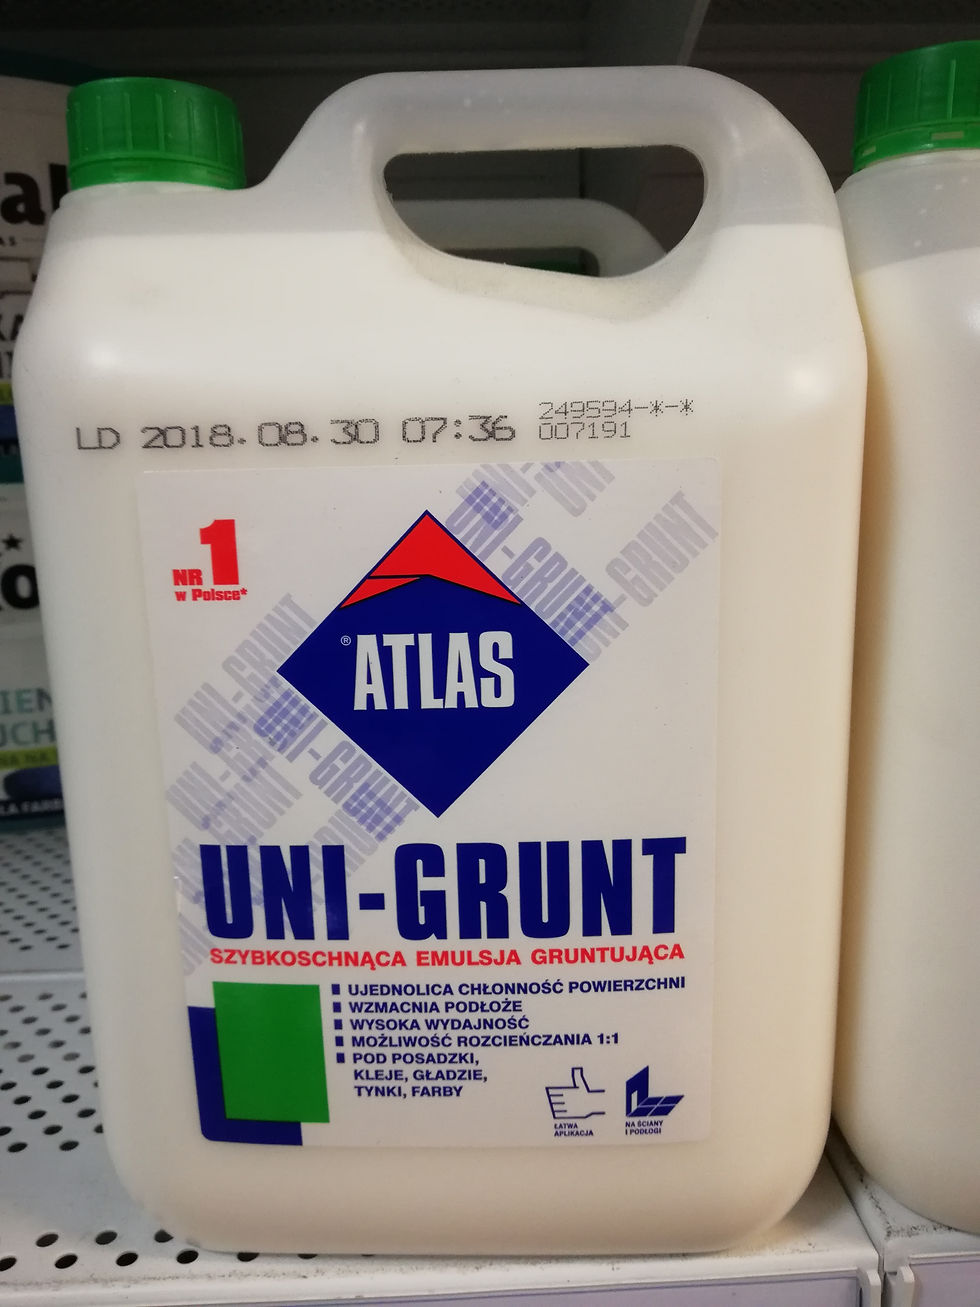 LD 2018.08.30 07:36
249594-*-*
007191
NR 1
w Polsce*
® ATLAS
UNI-GRUNT
UNI-GRUNT
UNI-GRUNT
UNI-GRUNT
SZYBKOSCHNĄCA EMULSJA GRUNTUJĄCA
UJEDNOLICA CHŁONNOŚĆ POWIERZCHNI
WZMACNIA PODŁOŻE
WYSOKA WYDAJNOŚĆ
MOŻLIWOŚĆ ROZCIEŃCZANIA 1:1
POD POSADZKI,
KLEJE, GŁADZIE,
TYNKI, FARBY
ŁATWA
APLIKACJA
NA ŚCIANY
I PODŁOGI